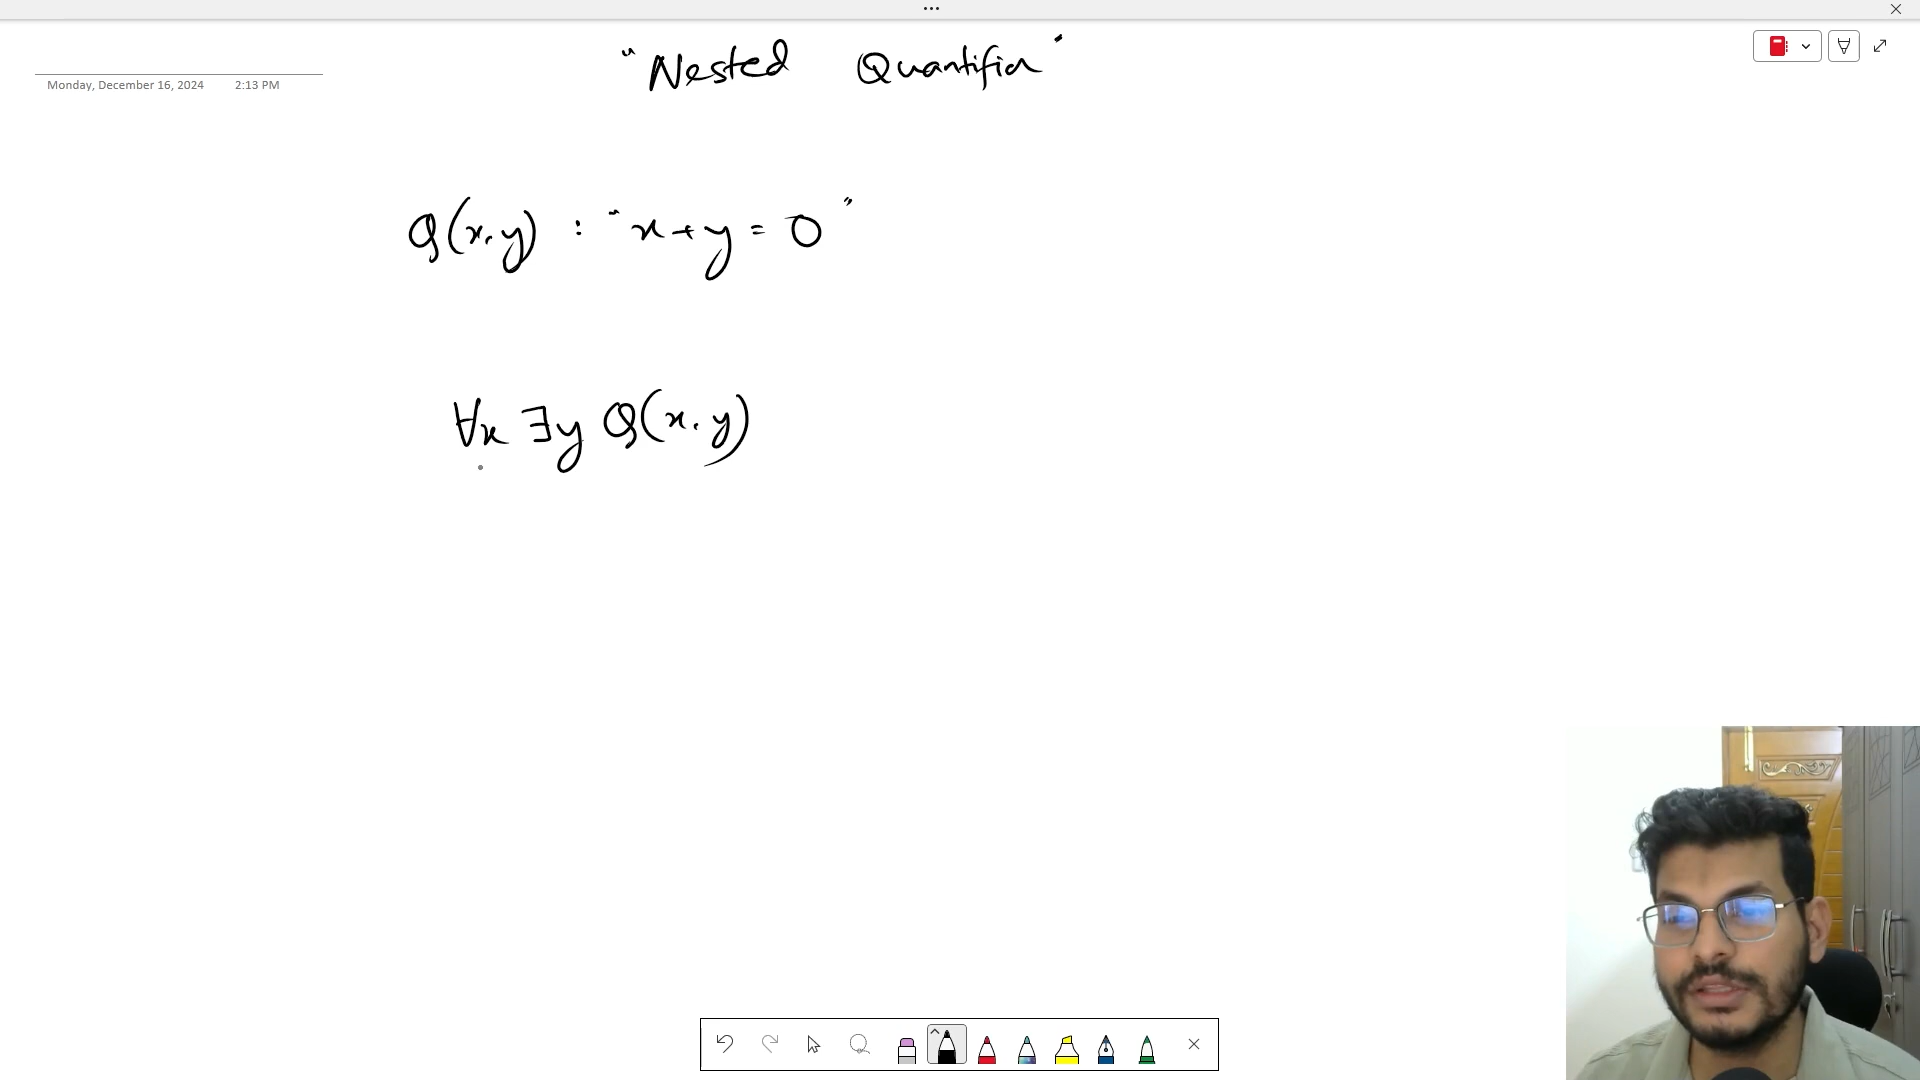 "Nested Quantifier"
Monday, December 16, 2024 2:13 PM
Q(x,y) : "x+y=0"
∀x ∃y Q(x,y)